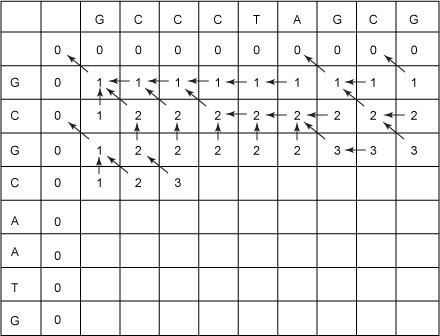 G C C C T A G C G
0 0 0 0 0 0 0 0 0 0
G 0 1 1 1 1 1 1 1 1 1
C 0 1 2 2 2 2 2 2 2 2
G 0 1 2 2 2 2 2 3 3 3
C 0 1 2 3
A 0
A 0
T 0
G 0